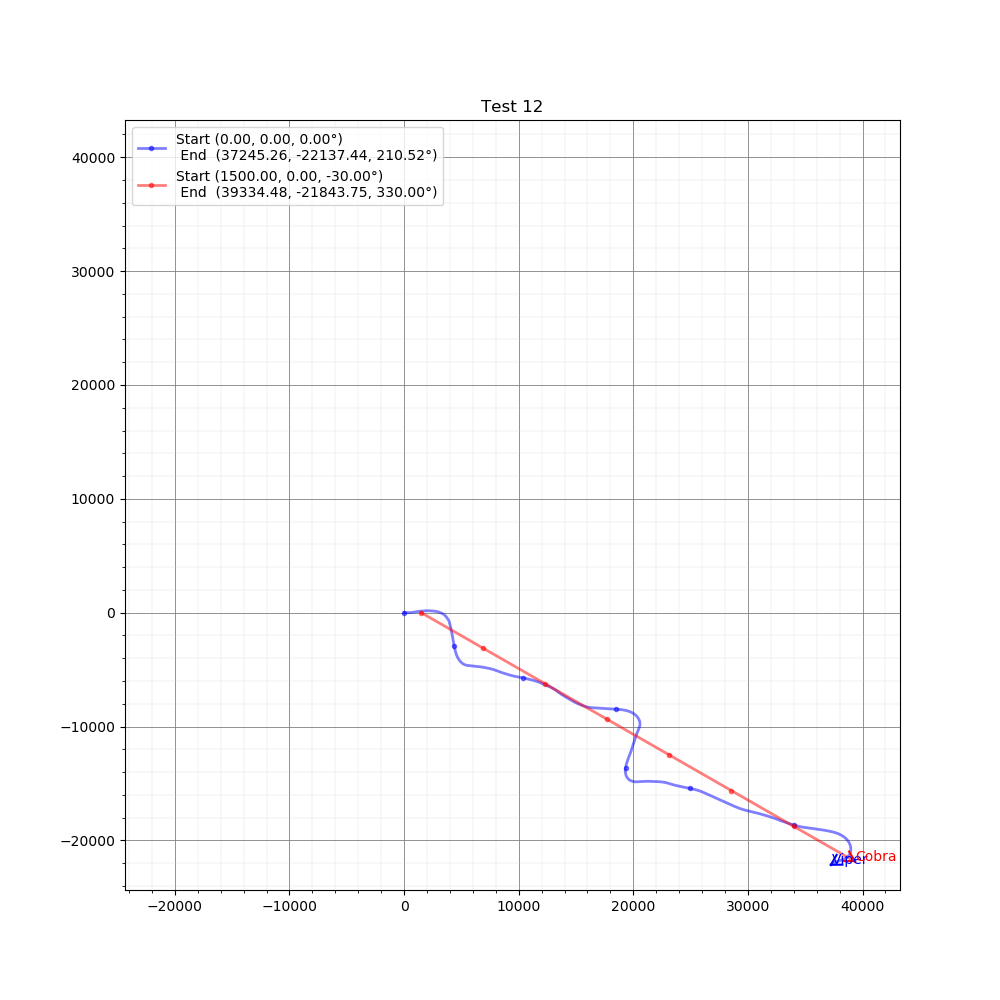 Test 12
Start (0.00, 0.00, 0.00°)
End (37245.26, -22137.44, 210.52°)
Start (1500.00, 0.00, -30.00°)
End (39334.48, -21843.75, 330.00°)
40000
30000
20000
10000
0
−10000
−20000
Viper
Cobra
−20000 −10000 0 10000 20000 30000 40000